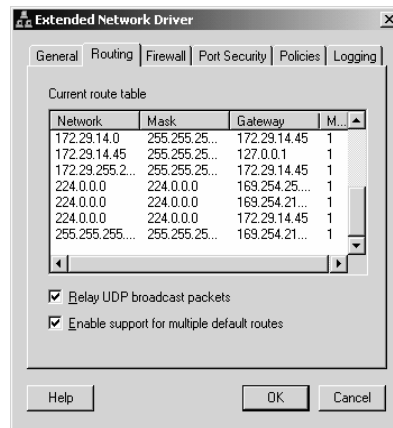 Extended Network Driver
General Routing Firewall Port Security Policies Logging
Current route table
Network Mask Gateway M...
172.29.14.0 255.255.25... 172.29.14.45 1
172.29.14.45 255.255.25... 127.0.0.1 1
172.29.255.2... 255.255.25... 172.29.14.45 1
224.0.0.0 224.0.0.0 169.254.25.... 1
224.0.0.0 224.0.0.0 169.254.21... 1
224.0.0.0 224.0.0.0 172.29.14.45 1
255.255.255.... 255.255.25... 169.254.21... 1
Relay UDP broadcast packets
Enable support for multiple default routes
Help OK Cancel